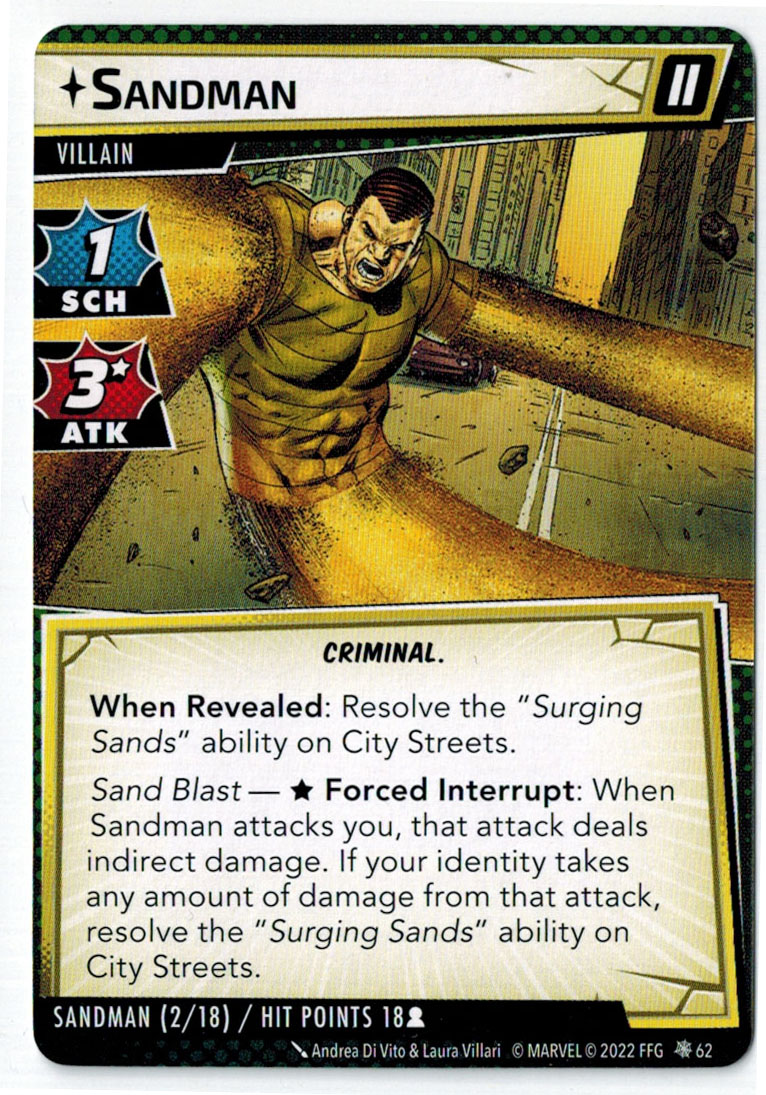 SANDMAN
II
VILLAIN
1
SCH
3
ATK
CRIMINAL.
When Revealed: Resolve the "Surging
Sands" ability on City Streets.
Sand Blast — ★ Forced Interrupt: When
Sandman attacks you, that attack deals
indirect damage. If your identity takes
any amount of damage from that attack,
resolve the "Surging Sands" ability on
City Streets.
SANDMAN (2/18) / HIT POINTS 18
Andrea Di Vito & Laura Villari © MARVEL © 2022 FFG 62